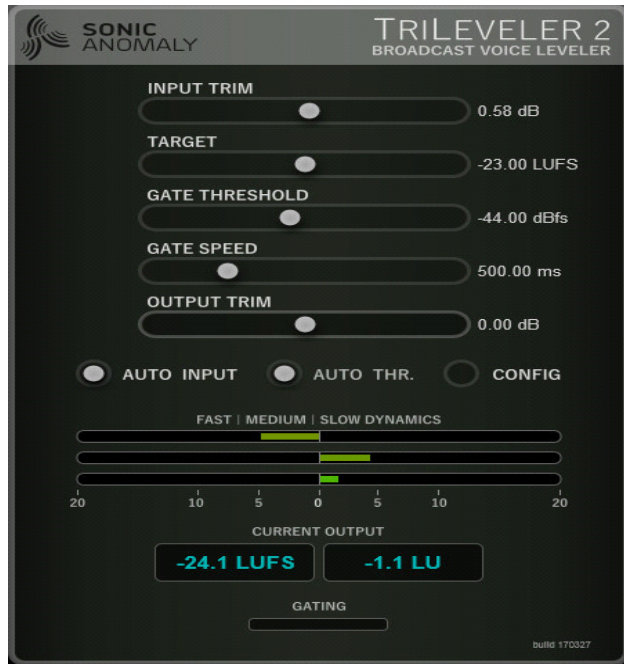 SONIC
ANOMALY
TRILEVELER 2
BROADCAST VOICE LEVELER
INPUT TRIM
0.58 dB
TARGET
-23.00 LUFS
GATE THRESHOLD
-44.00 dBfs
GATE SPEED
500.00 ms
OUTPUT TRIM
0.00 dB
AUTO INPUT AUTO THR. CONFIG
FAST | MEDIUM | SLOW DYNAMICS
20 10 5 0 5 10 20
CURRENT OUTPUT
-24.1 LUFS -1.1 LU
GATING
build 170327